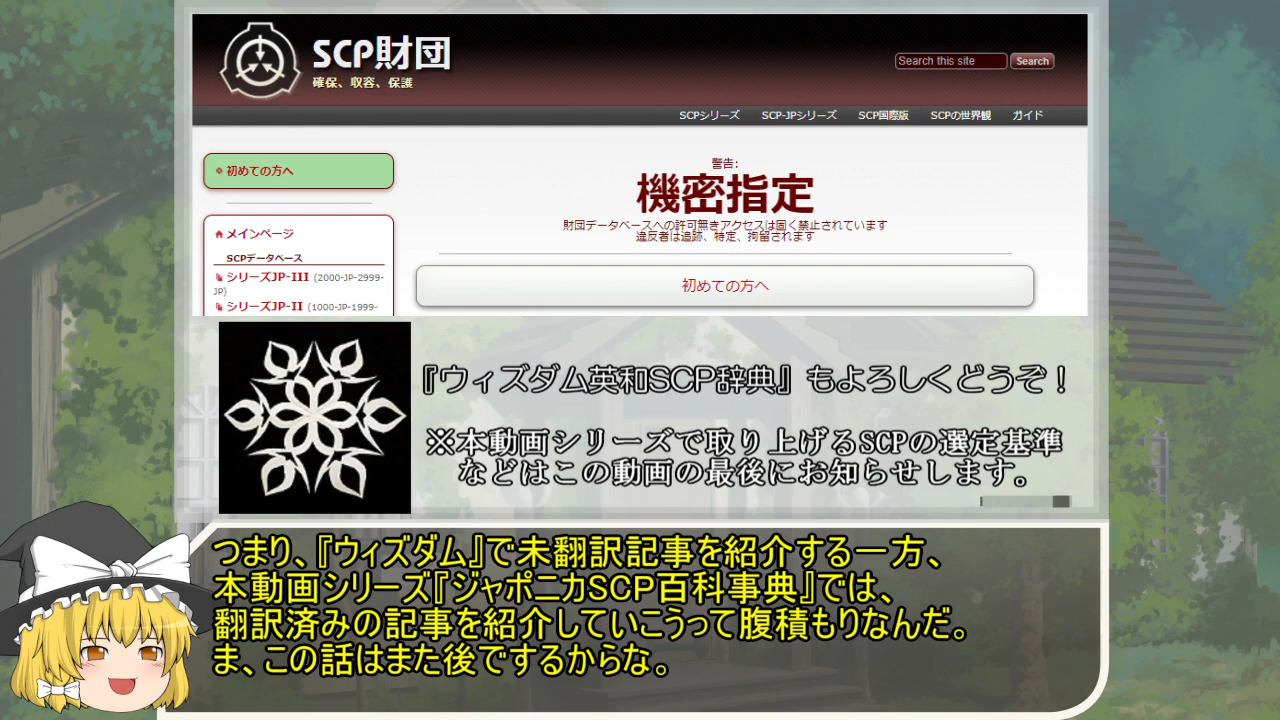 SCP財団
確保、収容、保護
Search this site
Search
SCPシリーズ
SCP-JPシリーズ
SCP国際版
SCPの世界観
ガイド
初めての方へ
メインページ
SCPデータベース
シリーズJP-III (2000-JP-2999-
JP)
シリーズJP-II (1000-JP-1999-
警告:
機密指定
財団データベースへの許可無きアクセスは固く禁止されています
違反者は追跡、特定、拘留されます
初めての方へ
『ウィズダム英和SCP辞典』もよろしくどうぞ！
※本動画シリーズで取り上げるSCPの選定基準
などはこの動画の最後にお知らせします。
つまり、『ウィズダム』で未翻訳記事を紹介する一方、
本動画シリーズ『ジャポニカSCP百科事典』では、
翻訳済みの記事を紹介していこうって腹積もりなんだ。
ま、この話はまた後でするからな。